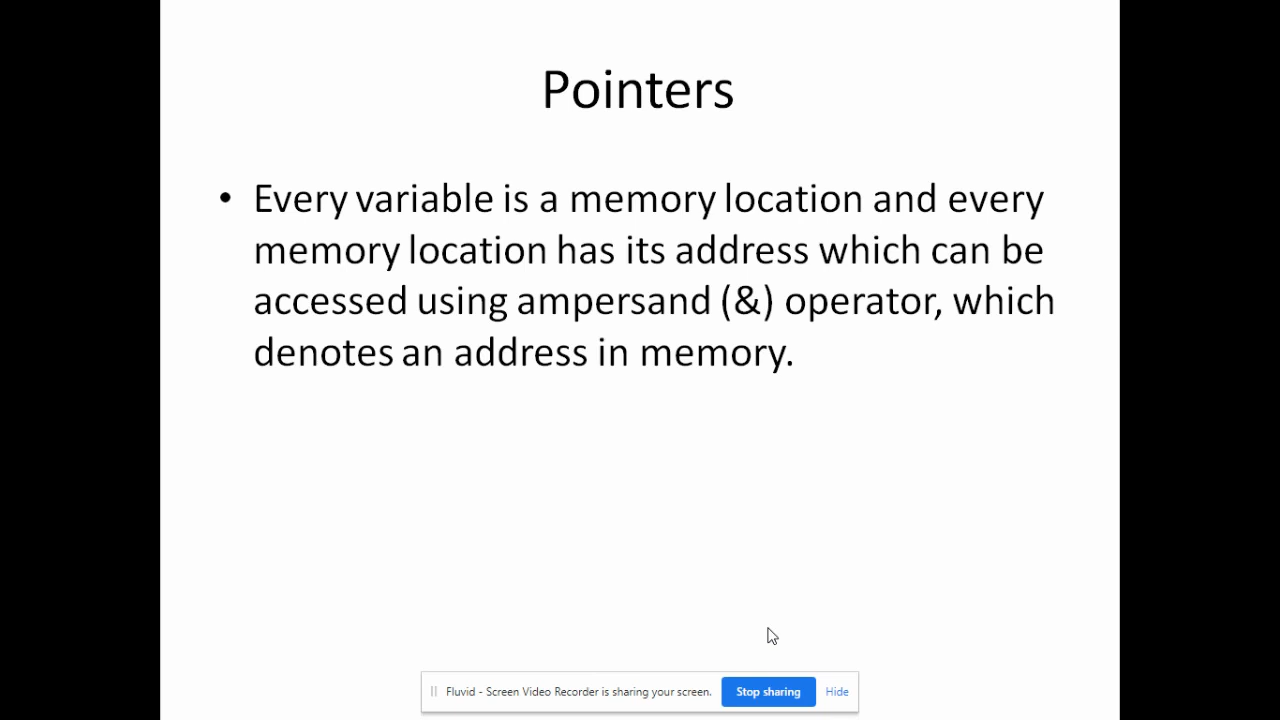 Pointers
• Every variable is a memory location and every
memory location has its address which can be
accessed using ampersand (&) operator, which
denotes an address in memory.
Fluvid - Screen Video Recorder is sharing your screen. Stop sharing Hide